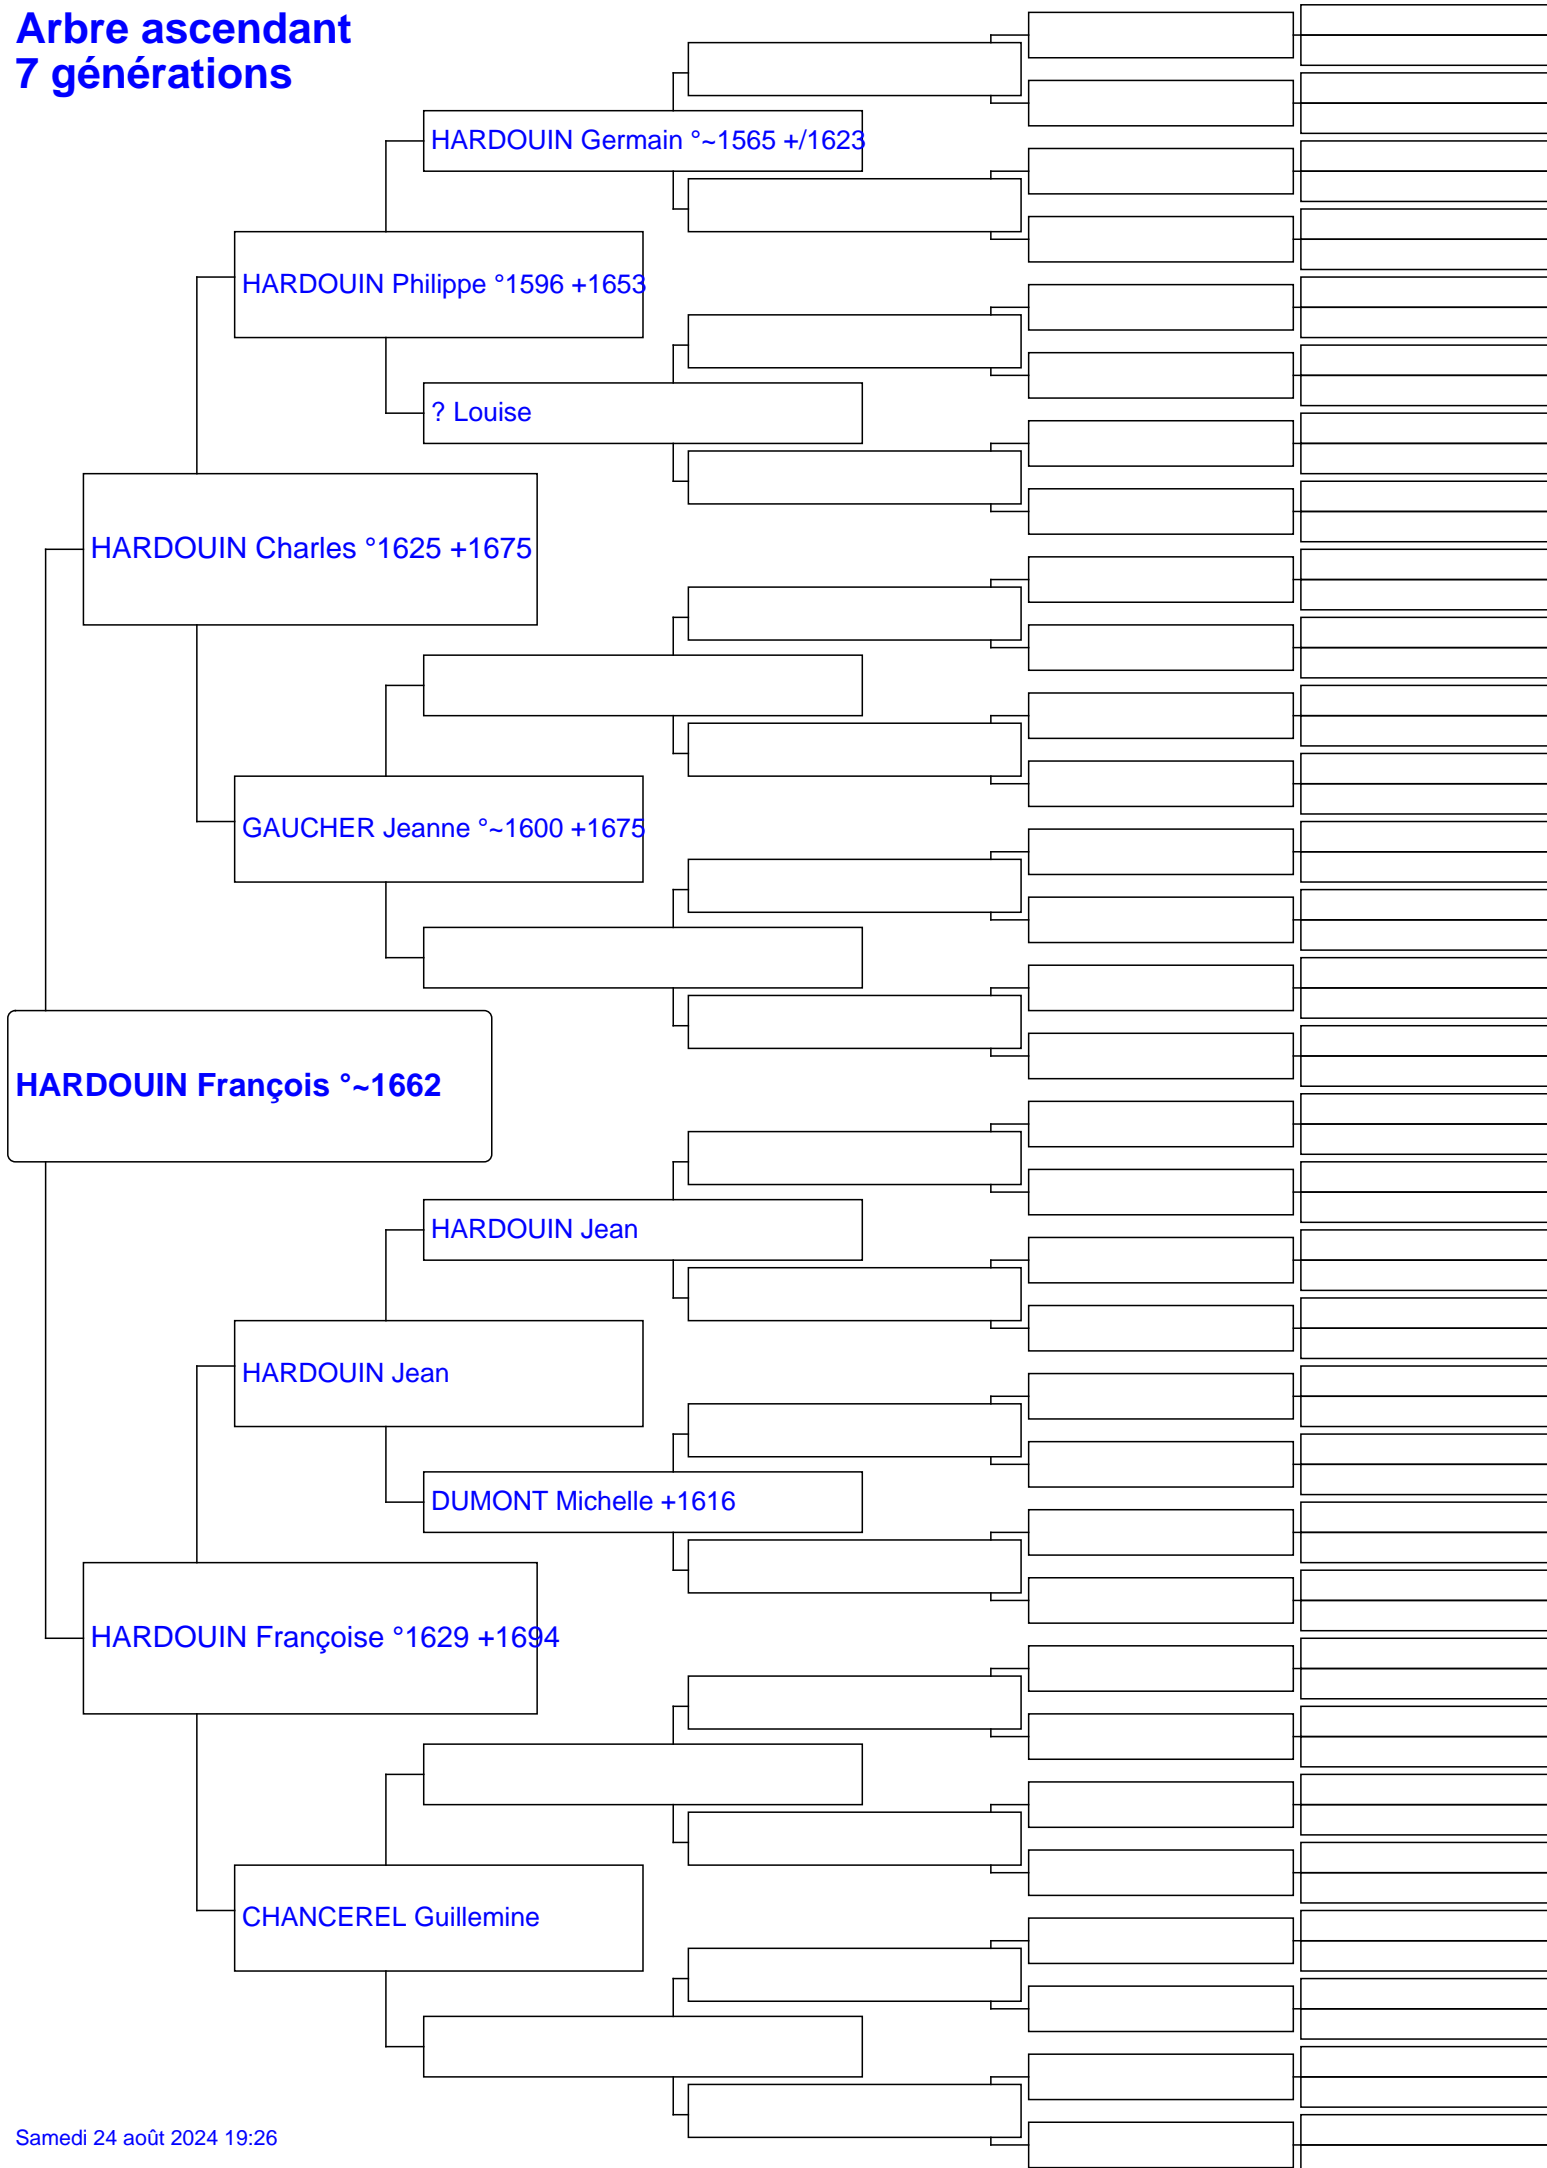 Arbre ascendant
7 générations
HARDOUIN Germain °~1565 +/1623
HARDOUIN Philippe °1596 +1653
? Louise
HARDOUIN Charles °1625 +1675
GAUCHER Jeanne °~1600 +1675
HARDOUIN François °~1662
HARDOUIN Jean
HARDOUIN Jean
DUMONT Michelle +1616
HARDOUIN Françoise °1629 +1694
CHANCEREL Guillemine
Samedi 24 août 2024 19:26